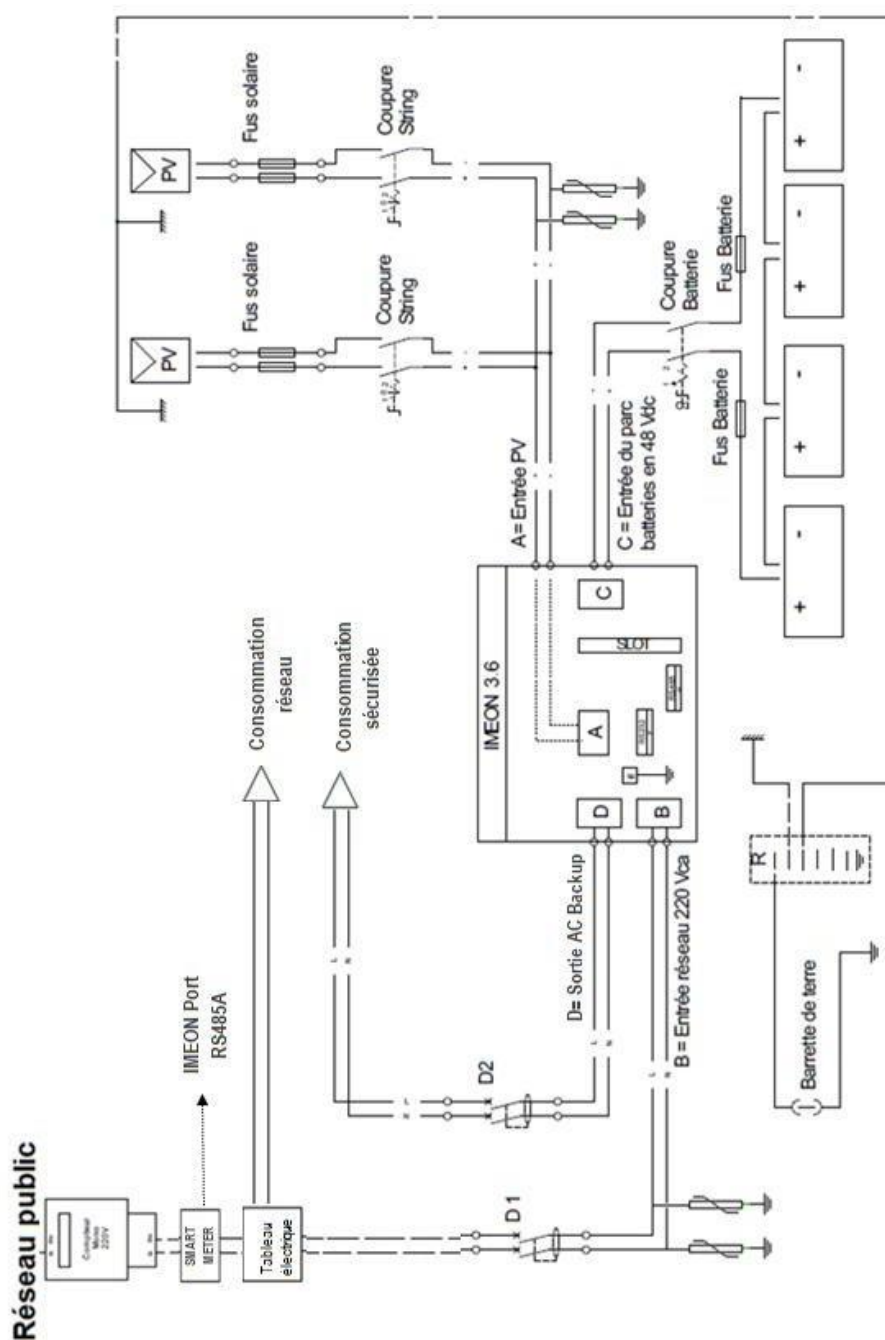 Réseau public
Compteur
Mono
220V
SMART
METER
Tableau
électrique
IMEON Port
RS485A
Consommation
réseau
Consommation
sécurisée
D1
D2
D= Sortie AC Backup
B = Entrée réseau 220 Vca
L
N
L
N
L
N
IMEON 3.6
A
B
C
D
SLOT
A = Entrée PV
C = Entrée du parc
batteries en 48 Vdc
PV
Fus solaire
Coupure
String
PV
Fus solaire
Coupure
String
Coupure
Batterie
Fus Batterie
Fus Batterie
+ -
+ -
+ -
+ -
R
Barrette de terre